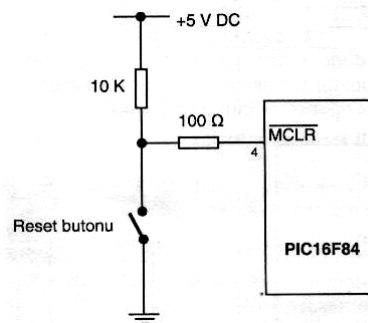 +5 V DC
10 K
100 Ω
MCLR
4
Reset butonu
PIC16F84